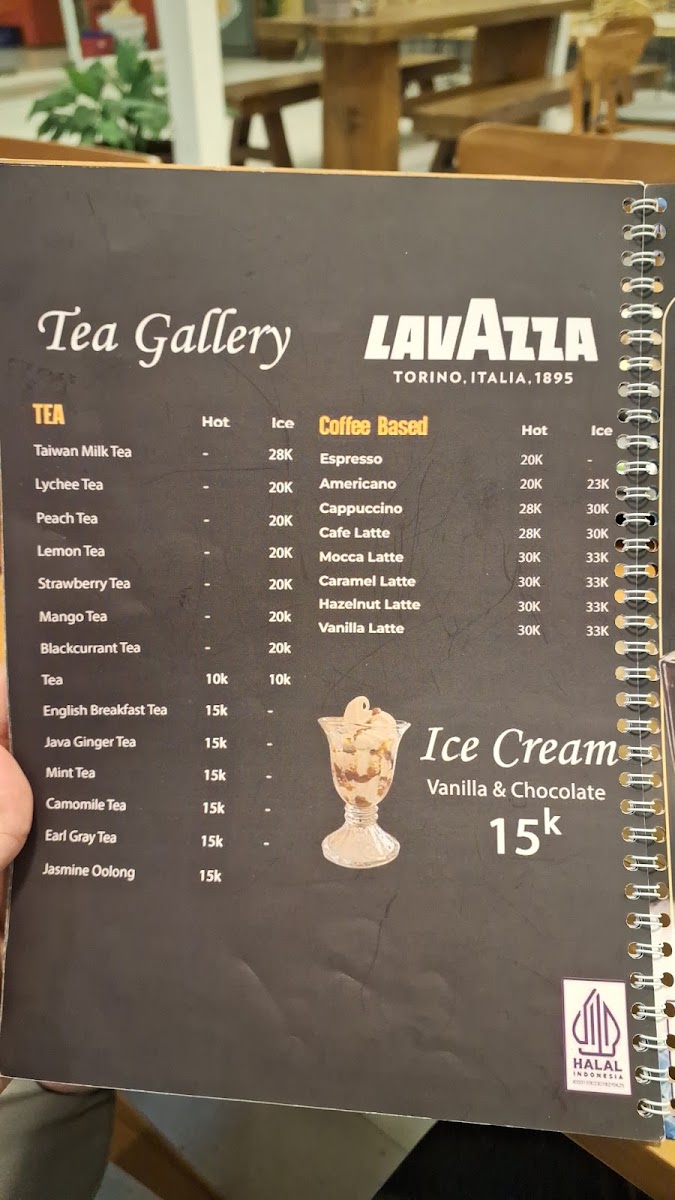 Tea Gallery
TEA Hot Ice
Taiwan Milk Tea - 28K
Lychee Tea - 20K
Peach Tea - 20K
Lemon Tea - 20K
Strawberry Tea - 20K
Mango Tea - 20k
Blackcurrant Tea - 20k
Tea 10k 10k
English Breakfast Tea 15k -
Java Ginger Tea 15k -
Mint Tea 15k -
Camomile Tea 15k -
Earl Gray Tea 15k -
Jasmine Oolong 15k
LAVAZZA
TORINO, ITALIA, 1895
Coffee Based Hot Ice
Espresso 20K -
Americano 20K 23K
Cappuccino 28K 30K
Cafe Latte 28K 30K
Mocca Latte 30K 33K
Caramel Latte 30K 33K
Hazelnut Latte 30K 33K
Vanilla Latte 30K 33K
Ice Cream
Vanilla & Chocolate
15k
HALAL
INDONESIA